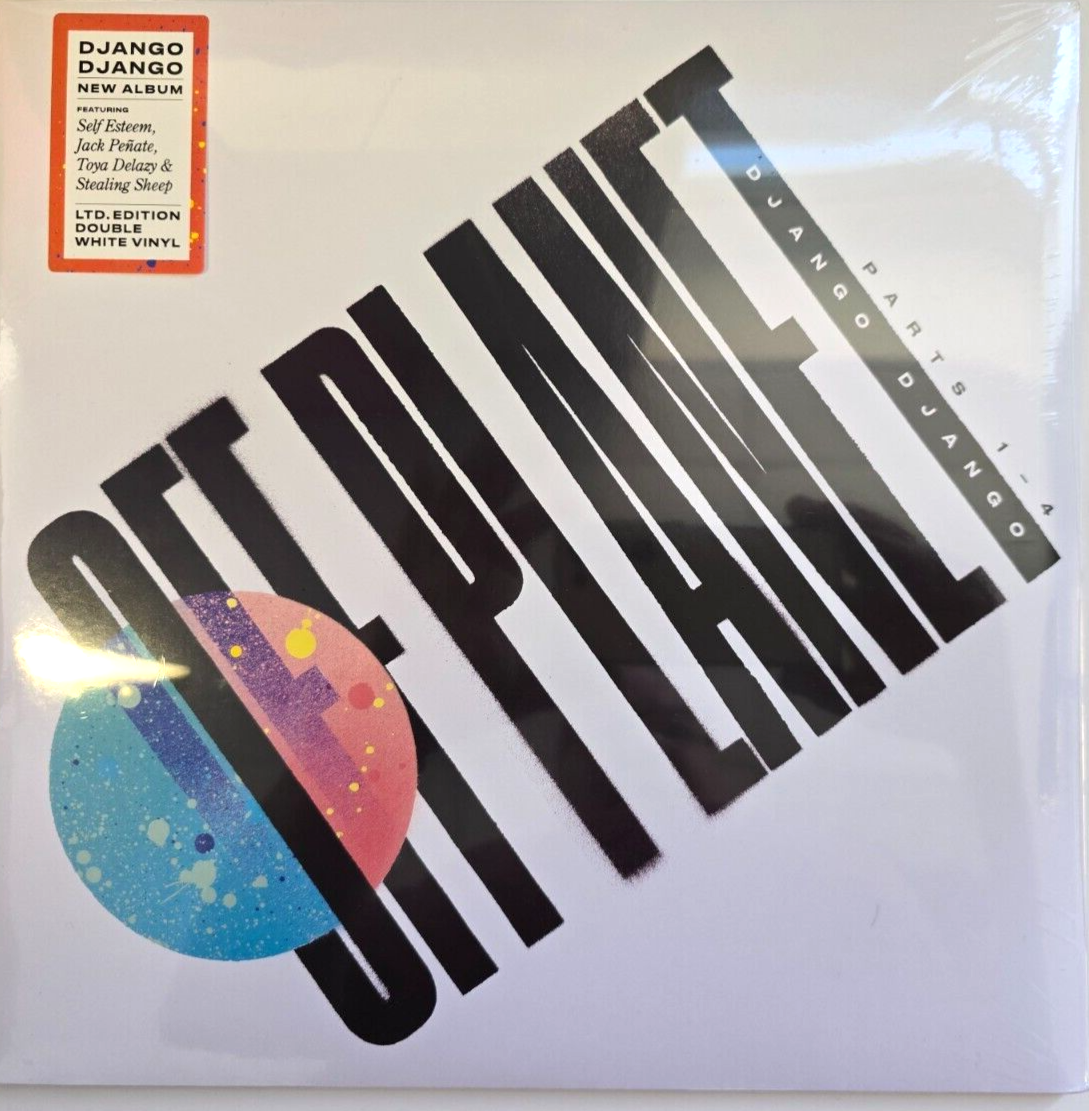 DJANGO
DJANGO
NEW ALBUM
FEATURING
Self Esteem,
Jack Peñate,
Toya Delazy &
Stealing Sheep
LTD. EDITION
DOUBLE
WHITE VINYL
OFF PLANET
DJANGO DJANGO
PARTS 1–4